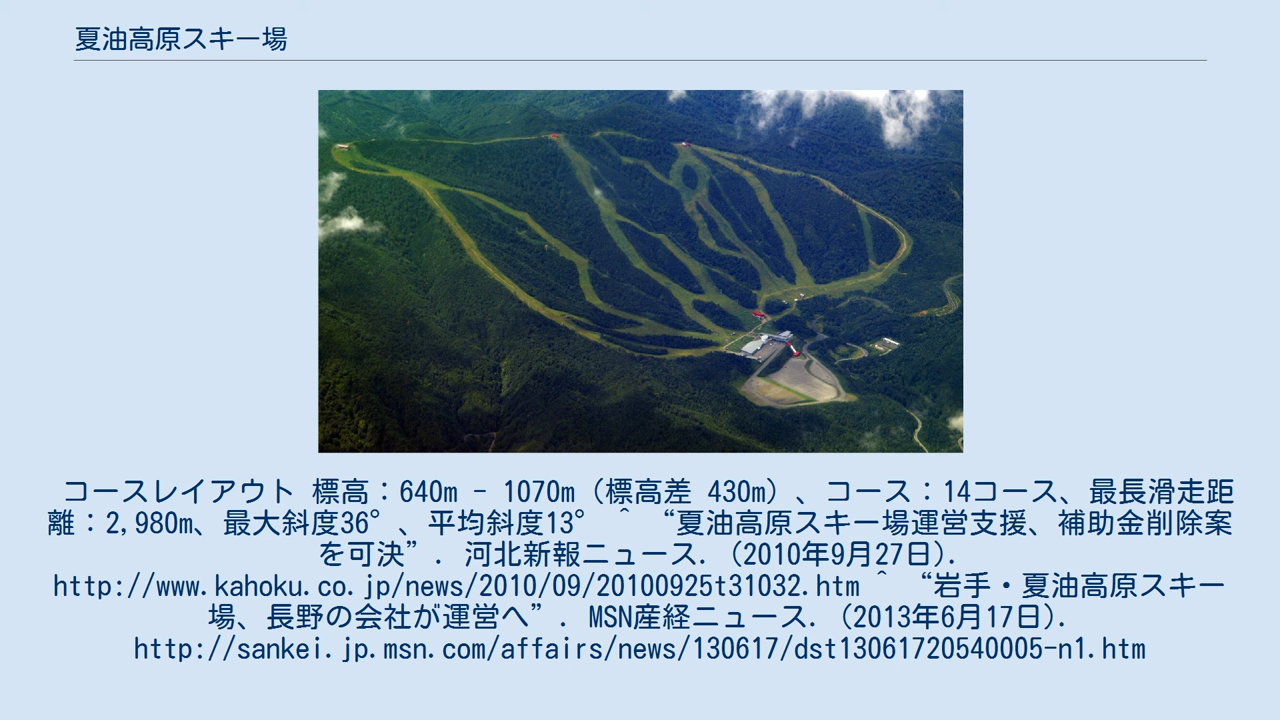 夏油高原スキー場
コースレイアウト 標高：640m - 1070m（標高差 430m）、コース：14コース、最長滑走距
離：2,980m、最大斜度36°、平均斜度13° ^ “夏油高原スキー場運営支援、補助金削除案
を可決”. 河北新報ニュース. (2010年9月27日).
http://www.kahoku.co.jp/news/2010/09/20100925t31032.htm ^ “岩手・夏油高原スキー
場、長野の会社が運営へ”. MSN産経ニュース. (2013年6月17日).
http://sankei.jp.msn.com/affairs/news/130617/dst13061720540005-n1.htm